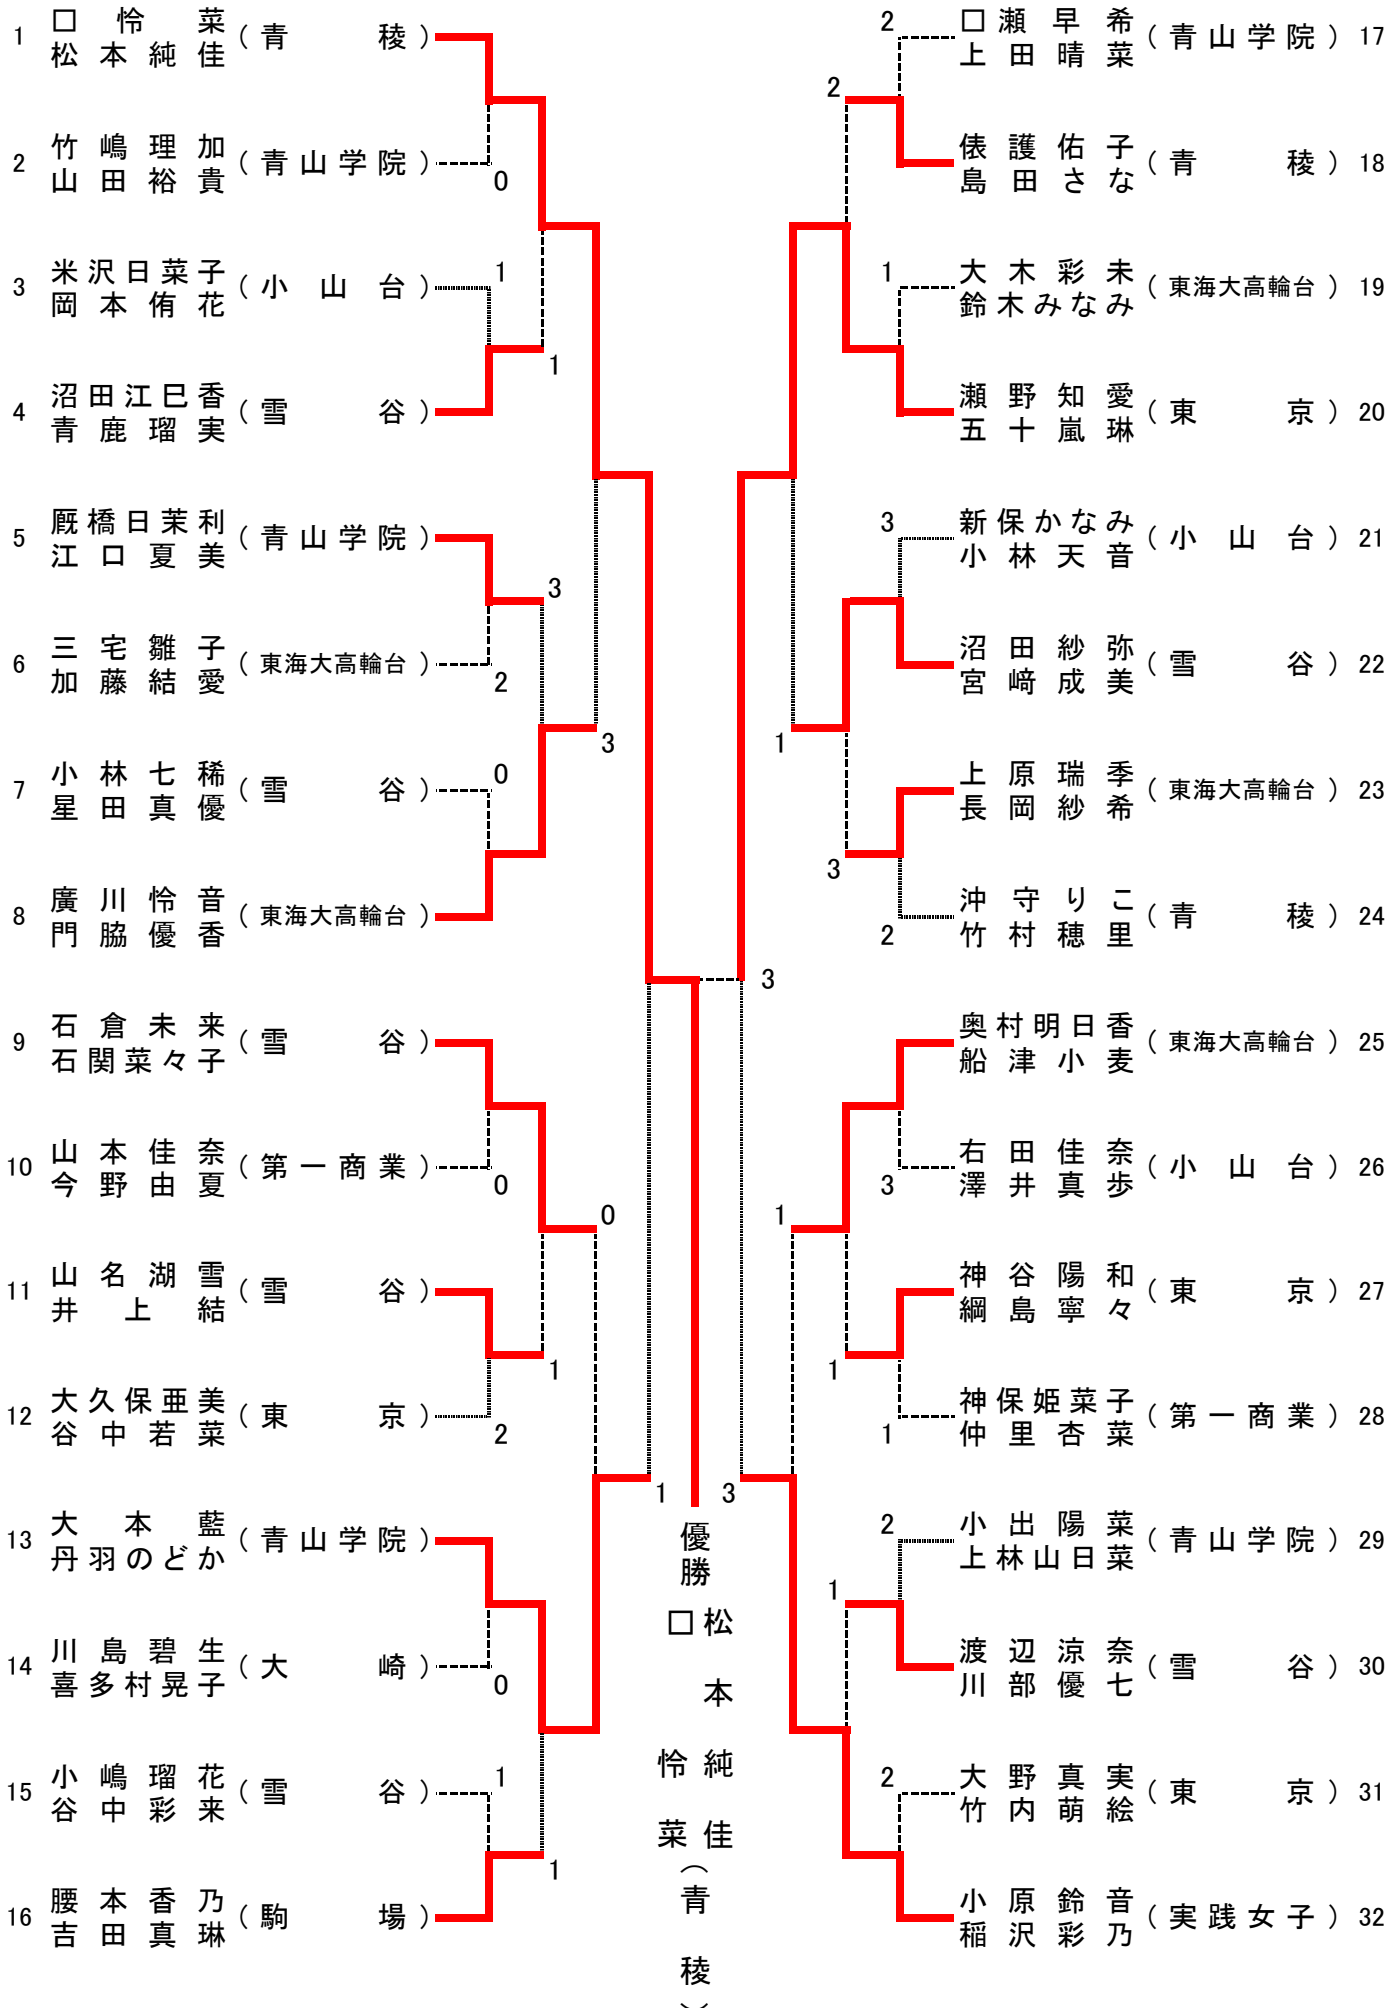 1 □怜菜 (青稜)
松本純佳
2 竹嶋理加 (青山学院)
山田裕貴
0
3 米沢日菜子 (小山台)
岡本侑花
1
1
4 沼田江巳香 (雪谷)
青鹿瑠実
5 厩橋日茉利 (青山学院)
江口夏美
3
6 三宅雛子 (東海大高輪台)
加藤結愛
2
3
7 小林七稀 (雪谷)
星田真優
0
8 廣川怜音 (東海大高輪台)
門脇優香
9 石倉未来 (雪谷)
石関菜々子
10 山本佳奈 (第一商業)
今野由夏
0
0
11 山名湖雪 (雪谷)
井上結
1
12 大久保亜美 (東京)
谷中若菜
2
1
13 大本藍 (青山学院)
丹羽のどか
14 川島碧生 (大崎)
喜多村晃子
0
15 小嶋瑠花 (雪谷)
谷中彩来
1
1
16 腰本香乃 (駒場)
吉田真琳
2
□瀬早希 (青山学院) 17
上田晴菜
2
俵護佑子 (青稜) 18
島田さな
1
大木彩未 (東海大高輪台) 19
鈴木みなみ
瀬野知愛 (東京) 20
五十嵐琳
3
新保かなみ (小山台) 21
小林天音
沼田紗弥 (雪谷) 22
宮﨑成美
1
上原瑞季 (東海大高輪台) 23
長岡紗希
3
沖守りこ (青稜) 24
竹村穂里
2
3
奥村明日香 (東海大高輪台) 25
船津小麦
右田佳奈 (小山台) 26
澤井真歩
3
1
神谷陽和 (東京) 27
綱島寧々
1
神保姫菜子 (第一商業) 28
仲里杏菜
1
3
2
小出陽菜 (青山学院) 29
上林山日菜
1
渡辺涼奈 (雪谷) 30
川部優七
2
大野真実 (東京) 31
竹内萌絵
小原鈴音 (実践女子) 32
稲沢彩乃
優勝
松本純佳
□怜菜
(青稜)